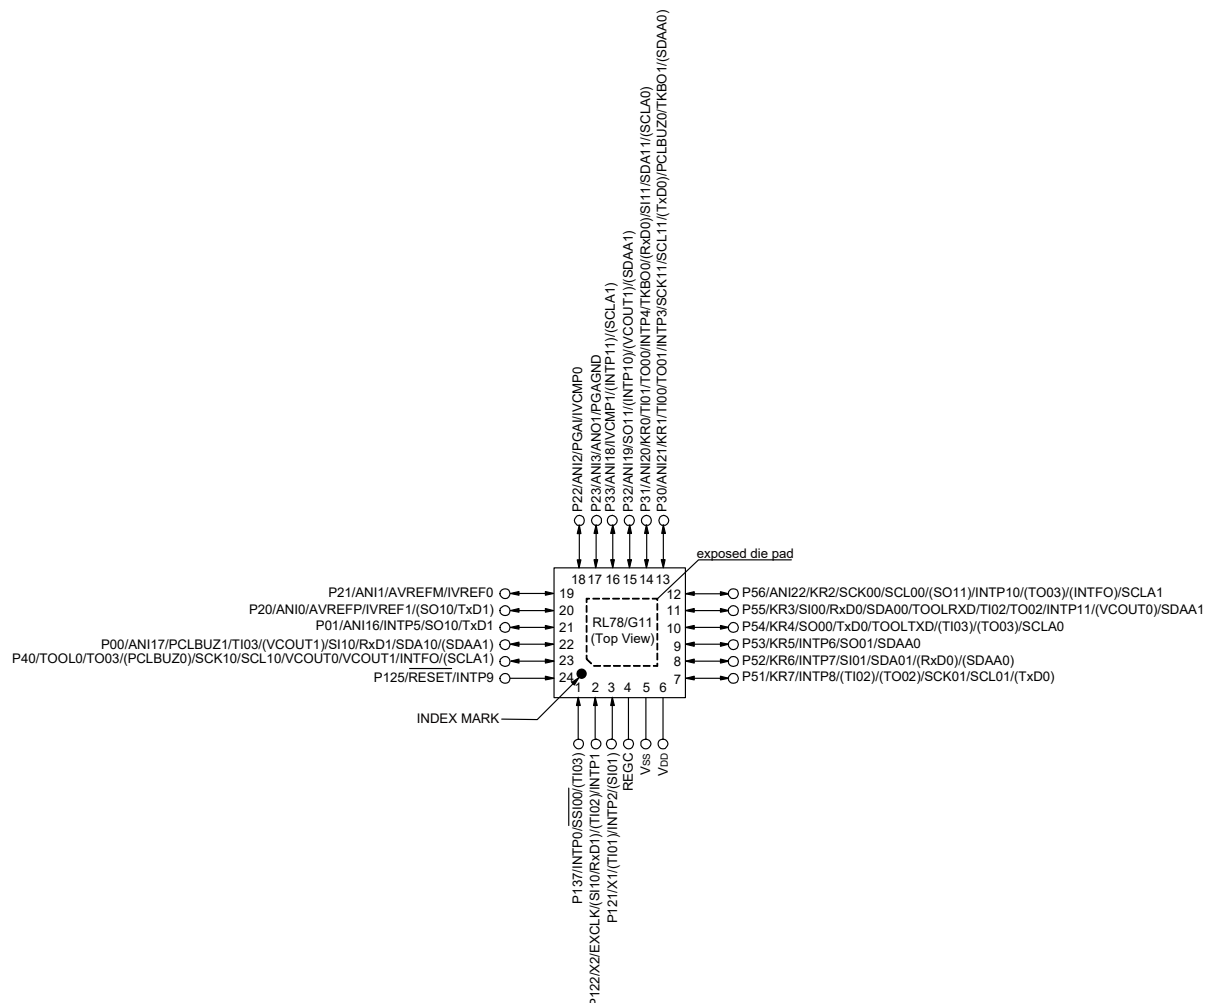 P22/ANI2/PGAI/IVCMP0
P23/ANI3/ANO1/PGAGND
P33/ANI18/IVCMP1/(INTP11)/(SCLA1)
P32/ANI19/SO11/(INTP10)/(VCOUT1)/(SDAA1)
P31/ANI20/KR0/TI01/TO00/INTP4/TKBO0/(RxD0)/SI11/SDA11/(SCLA0)
P30/ANI21/KR1/TI00/TO01/INTP3/SCK11/SCL11/(TxD0)/PCLBUZ0/TKBO1/(SDAA0)
exposed die pad
18 17 16 15 14 13
P21/ANI1/AVREFM/IVREF0 19
P20/ANI0/AVREFP/IVREF1/(SO10/TxD1) 20
P01/ANI16/INTP5/SO10/TxD1 21
P00/ANI17/PCLBUZ1/TI03/(VCOUT1)/SI10/RxD1/SDA10/(SDAA1) 22
P40/TOOL0/TO03/(PCLBUZ0)/SCK10/SCL10/VCOUT0/VCOUT1/INTFO/(SCLA1) 23
P125/RESET/INTP9 24
RL78/G11
(Top View)
12 P56/ANI22/KR2/SCK00/SCL00/(SO11)/INTP10/(TO03)/(INTFO)/SCLA1
11 P55/KR3/SI00/RxD0/SDA00/TOOLRXD/TI02/TO02/INTP11/(VCOUT0)/SDAA1
10 P54/KR4/SO00/TxD0/TOOLTXD/(TI03)/(TO03)/SCLA0
9 P53/KR5/INTP6/SO01/SDAA0
8 P52/KR6/INTP7/SI01/SDA01/(RxD0)/(SDAA0)
7 P51/KR7/INTP8/(TI02)/(TO02)/SCK01/SCL01/(TxD0)
1 2 3 4 5 6
INDEX MARK
P137/INTP0/SSI00/(TI03)
P122/X2/EXCLK/(SI10/RxD1)/(TI02)/INTP1
P121/X1/(TI01)/INTP2/(SI01)
REGC
VSS
VDD